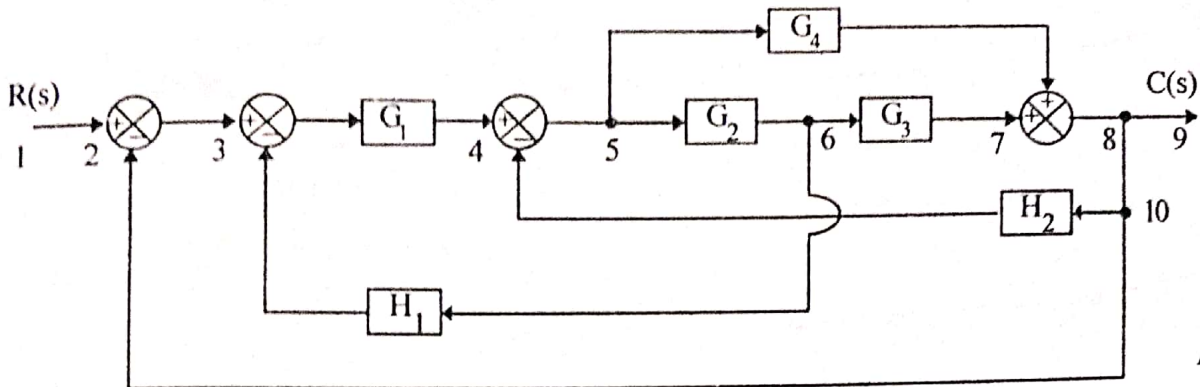 G₄
R(s)
C(s)
+
+ −
+ −
G₁
+ −
G₂
G₃
+ +
1
2
3
4
5
6
7
8
9
H₂
10
H₁